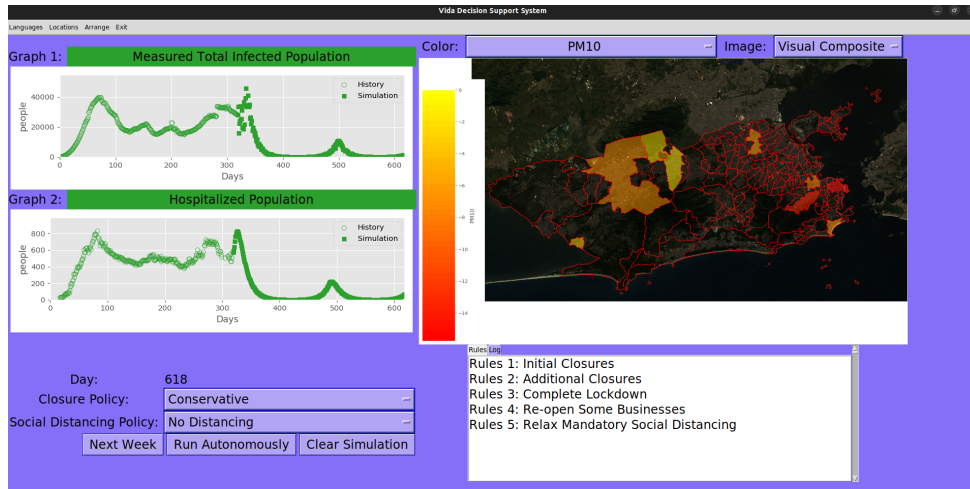 Vida Decision Support System
Languages Locations Arrange Exit
Graph 1: Measured Total Infected Population
people
40000
20000
0
History
Simulation
0 100 200 300 400 500 600
Days
Graph 2: Hospitalized Population
people
800
600
400
200
0
History
Simulation
0 100 200 300 400 500 600
Days
Color: PM10 Image: Visual Composite
0
−2
−4
−6
−8
−10
−12
−14
PM10
Day: 618
Closure Policy: Conservative
Social Distancing Policy: No Distancing
Next Week Run Autonomously Clear Simulation
Rules Log
Rules 1: Initial Closures
Rules 2: Additional Closures
Rules 3: Complete Lockdown
Rules 4: Re-open Some Businesses
Rules 5: Relax Mandatory Social Distancing